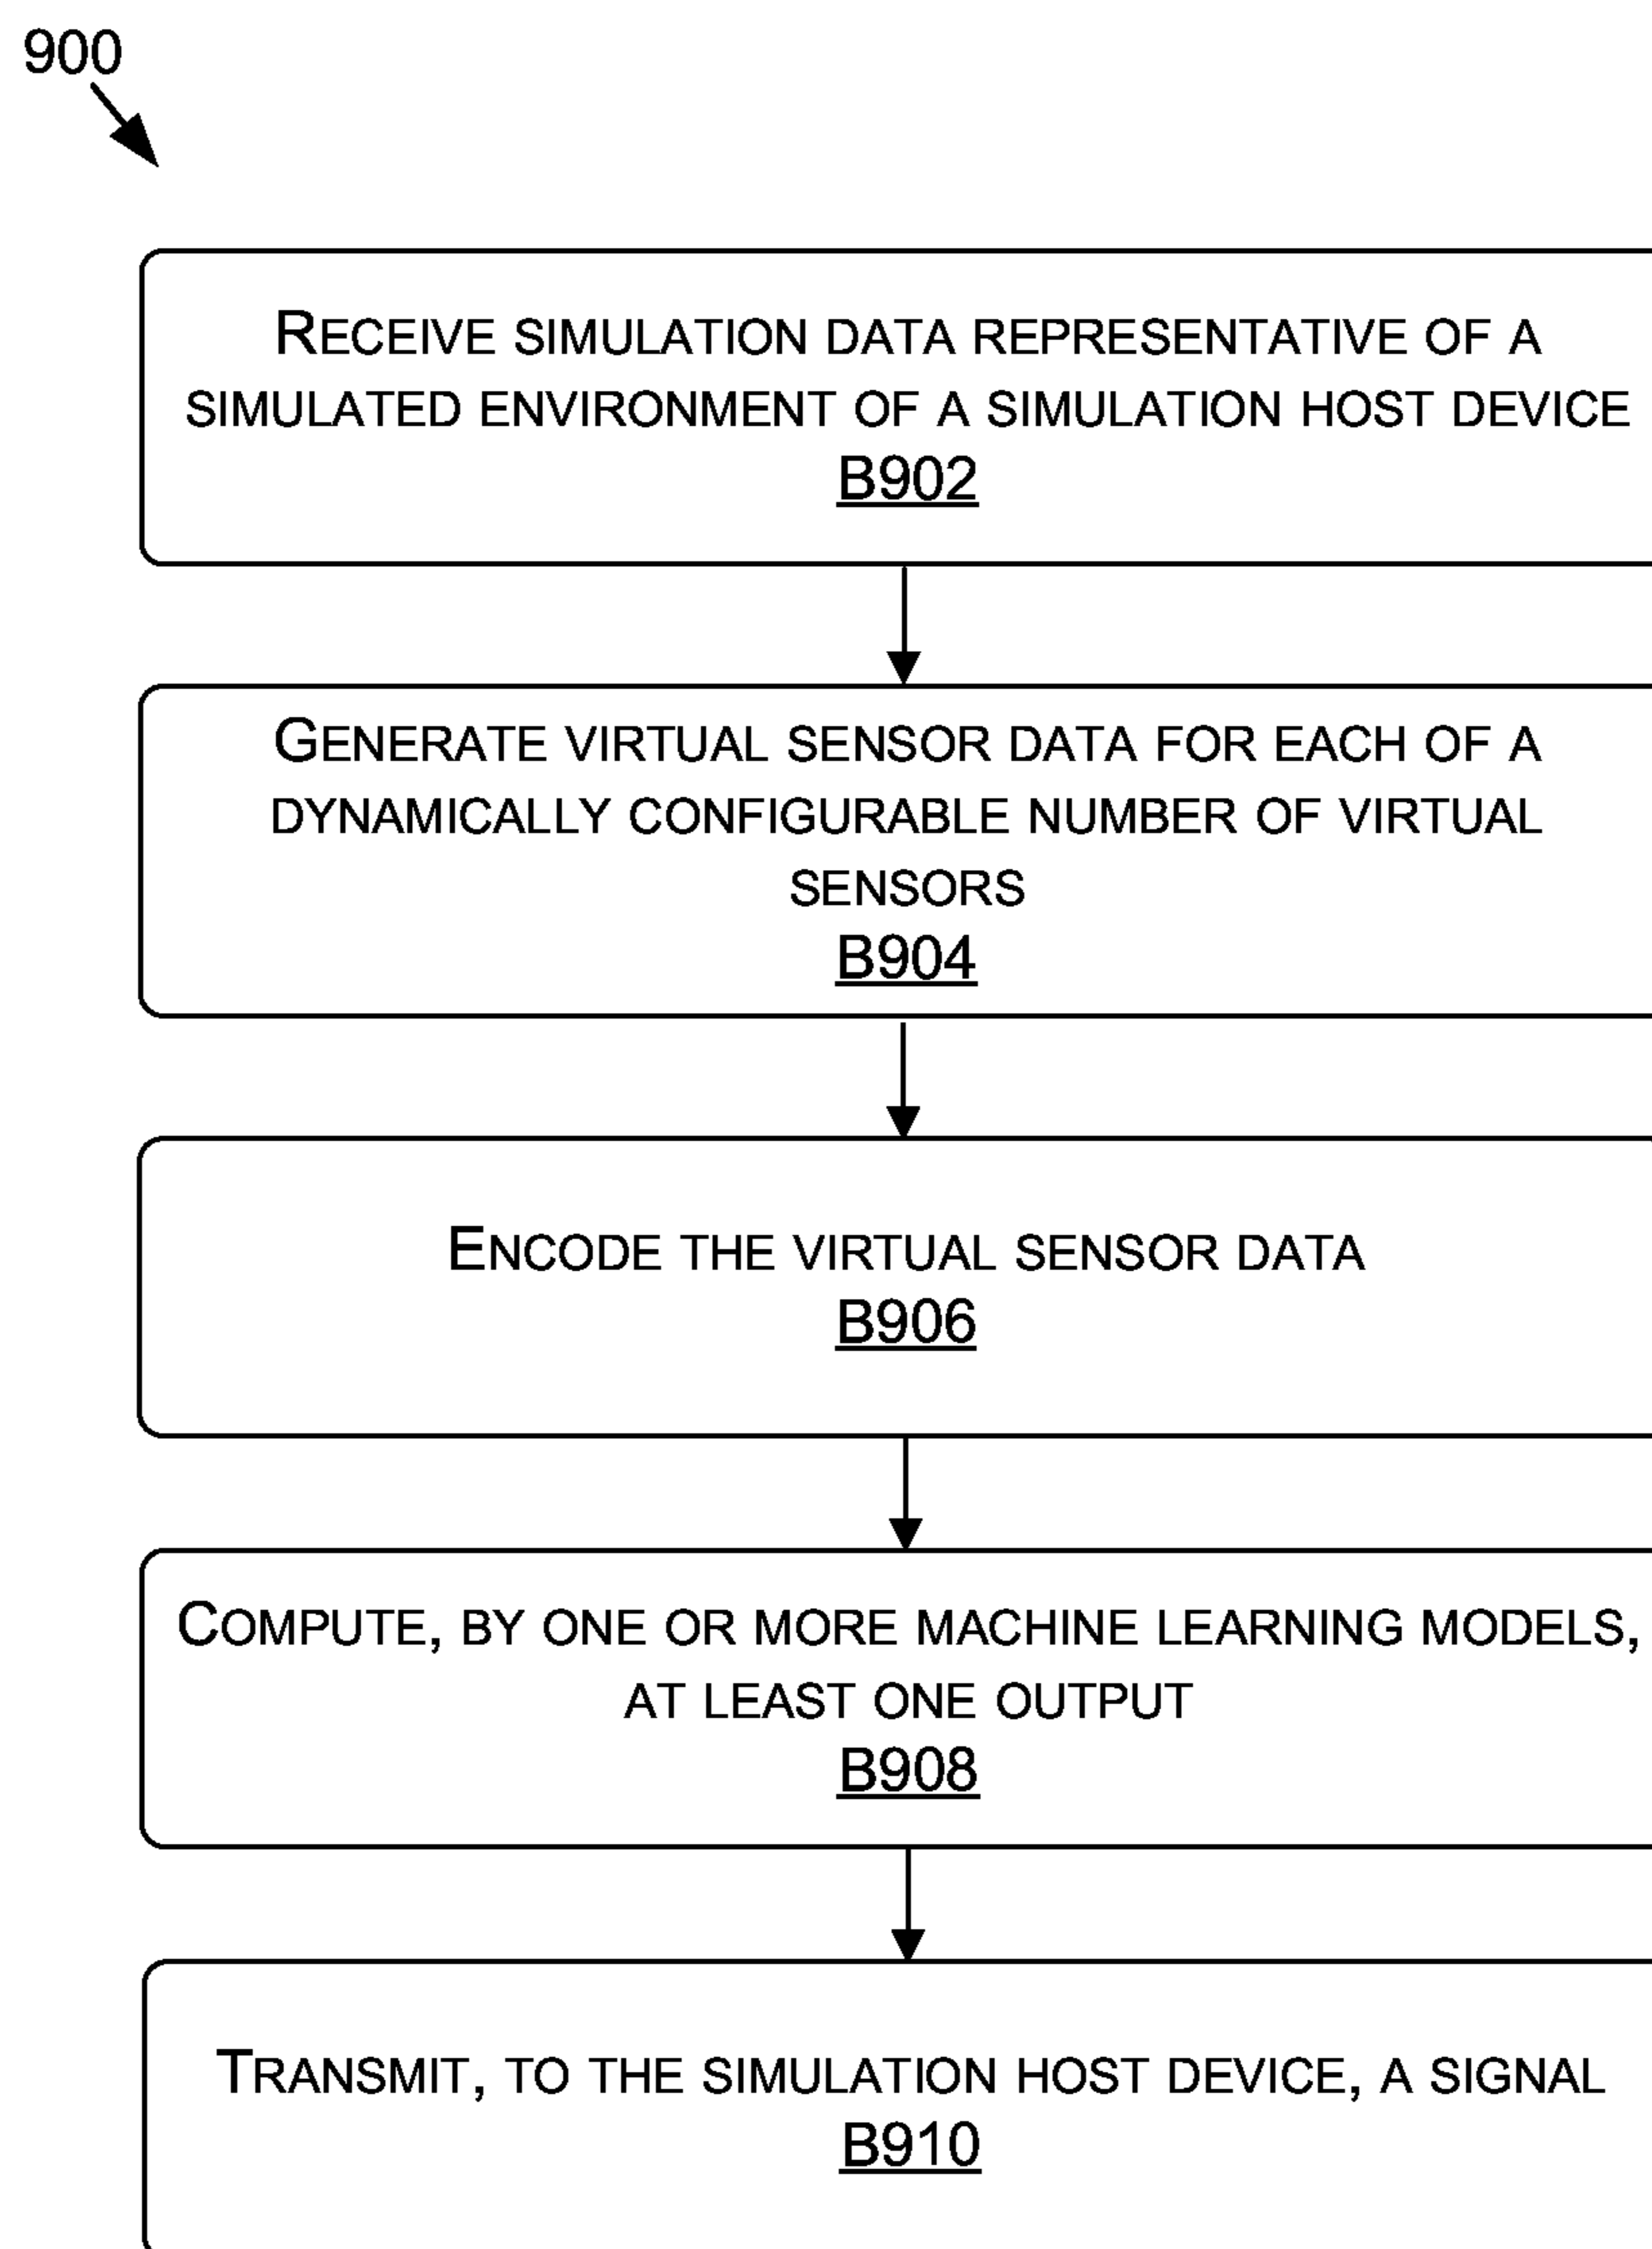 900
RECEIVE SIMULATION DATA REPRESENTATIVE OF A
SIMULATED ENVIRONMENT OF A SIMULATION HOST DEVICE
B902
GENERATE VIRTUAL SENSOR DATA FOR EACH OF A
DYNAMICALLY CONFIGURABLE NUMBER OF VIRTUAL
SENSORS
B904
ENCODE THE VIRTUAL SENSOR DATA
B906
COMPUTE, BY ONE OR MORE MACHINE LEARNING MODELS,
AT LEAST ONE OUTPUT
B908
TRANSMIT, TO THE SIMULATION HOST DEVICE, A SIGNAL
B910